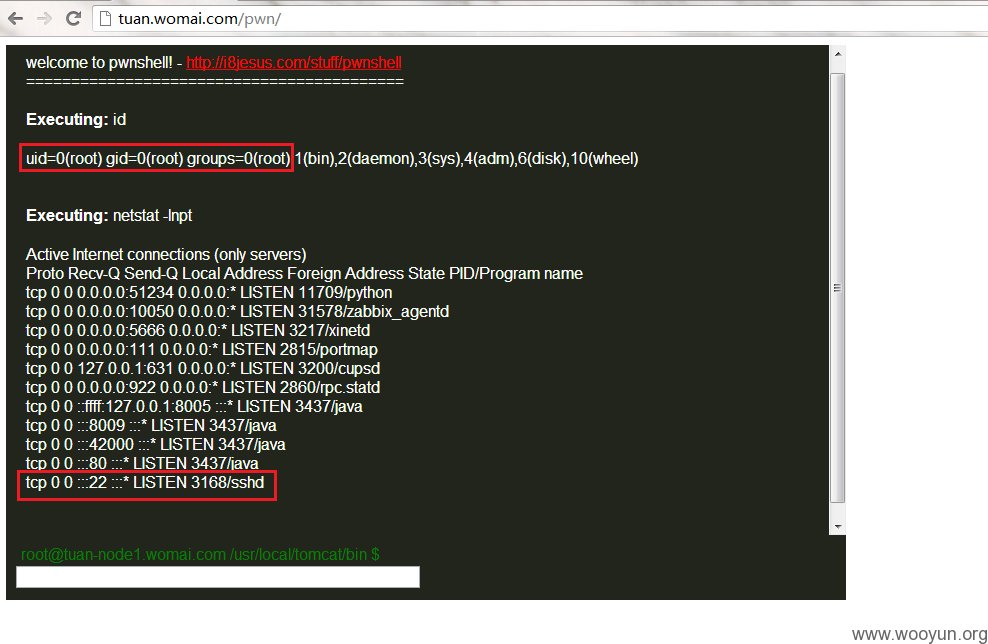 tuan.womai.com/pwn/
welcome to pwnshell! - http://i8jesus.com/stuff/pwnshell
==========================================
Executing: id
uid=0(root) gid=0(root) groups=0(root) 1(bin),2(daemon),3(sys),4(adm),6(disk),10(wheel)
Executing: netstat -lnpt
Active Internet connections (only servers)
Proto Recv-Q Send-Q Local Address Foreign Address State PID/Program name
tcp 0 0 0.0.0.0:51234 0.0.0.0:* LISTEN 11709/python
tcp 0 0 0.0.0.0:10050 0.0.0.0:* LISTEN 31578/zabbix_agentd
tcp 0 0 0.0.0.0:5666 0.0.0.0:* LISTEN 3217/xinetd
tcp 0 0 0.0.0.0:111 0.0.0.0:* LISTEN 2815/portmap
tcp 0 0 127.0.0.1:631 0.0.0.0:* LISTEN 3200/cupsd
tcp 0 0 0.0.0.0:922 0.0.0.0:* LISTEN 2860/rpc.statd
tcp 0 0 ::ffff:127.0.0.1:8005 :::* LISTEN 3437/java
tcp 0 0 :::8009 :::* LISTEN 3437/java
tcp 0 0 :::42000 :::* LISTEN 3437/java
tcp 0 0 :::80 :::* LISTEN 3437/java
tcp 0 0 :::22 :::* LISTEN 3168/sshd
root@tuan-node1.womai.com /usr/local/tomcat/bin $
www.wooyun.org